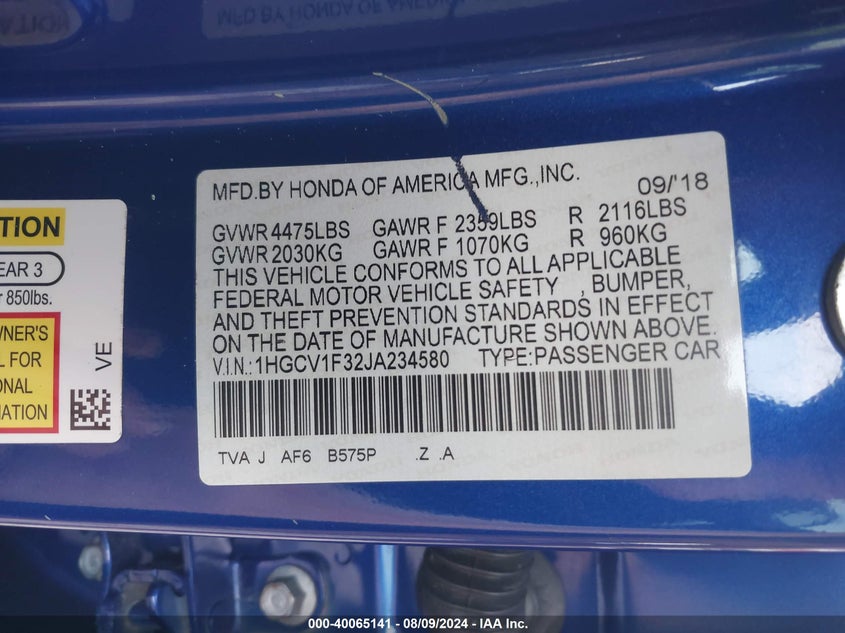 MFD.BY HONDA OF AMERICA MFG.,INC. 09/'18
GVWR 4475LBS GAWR F 2359LBS R 2116LBS
GVWR 2030KG GAWR F 1070KG R 960KG
THIS VEHICLE CONFORMS TO ALL APPLICABLE
FEDERAL MOTOR VEHICLE SAFETY , BUMPER,
AND THEFT PREVENTION STANDARDS IN EFFECT
ON THE DATE OF MANUFACTURE SHOWN ABOVE.
V.I.N.:1HGCV1F32JA234580 TYPE:PASSENGER CAR
TVA J AF6 B575P .Z .A
EAR 3
850lbs.
WNER'S
FOR
VE
000-40065141 - 08/09/2024 - IAA Inc.